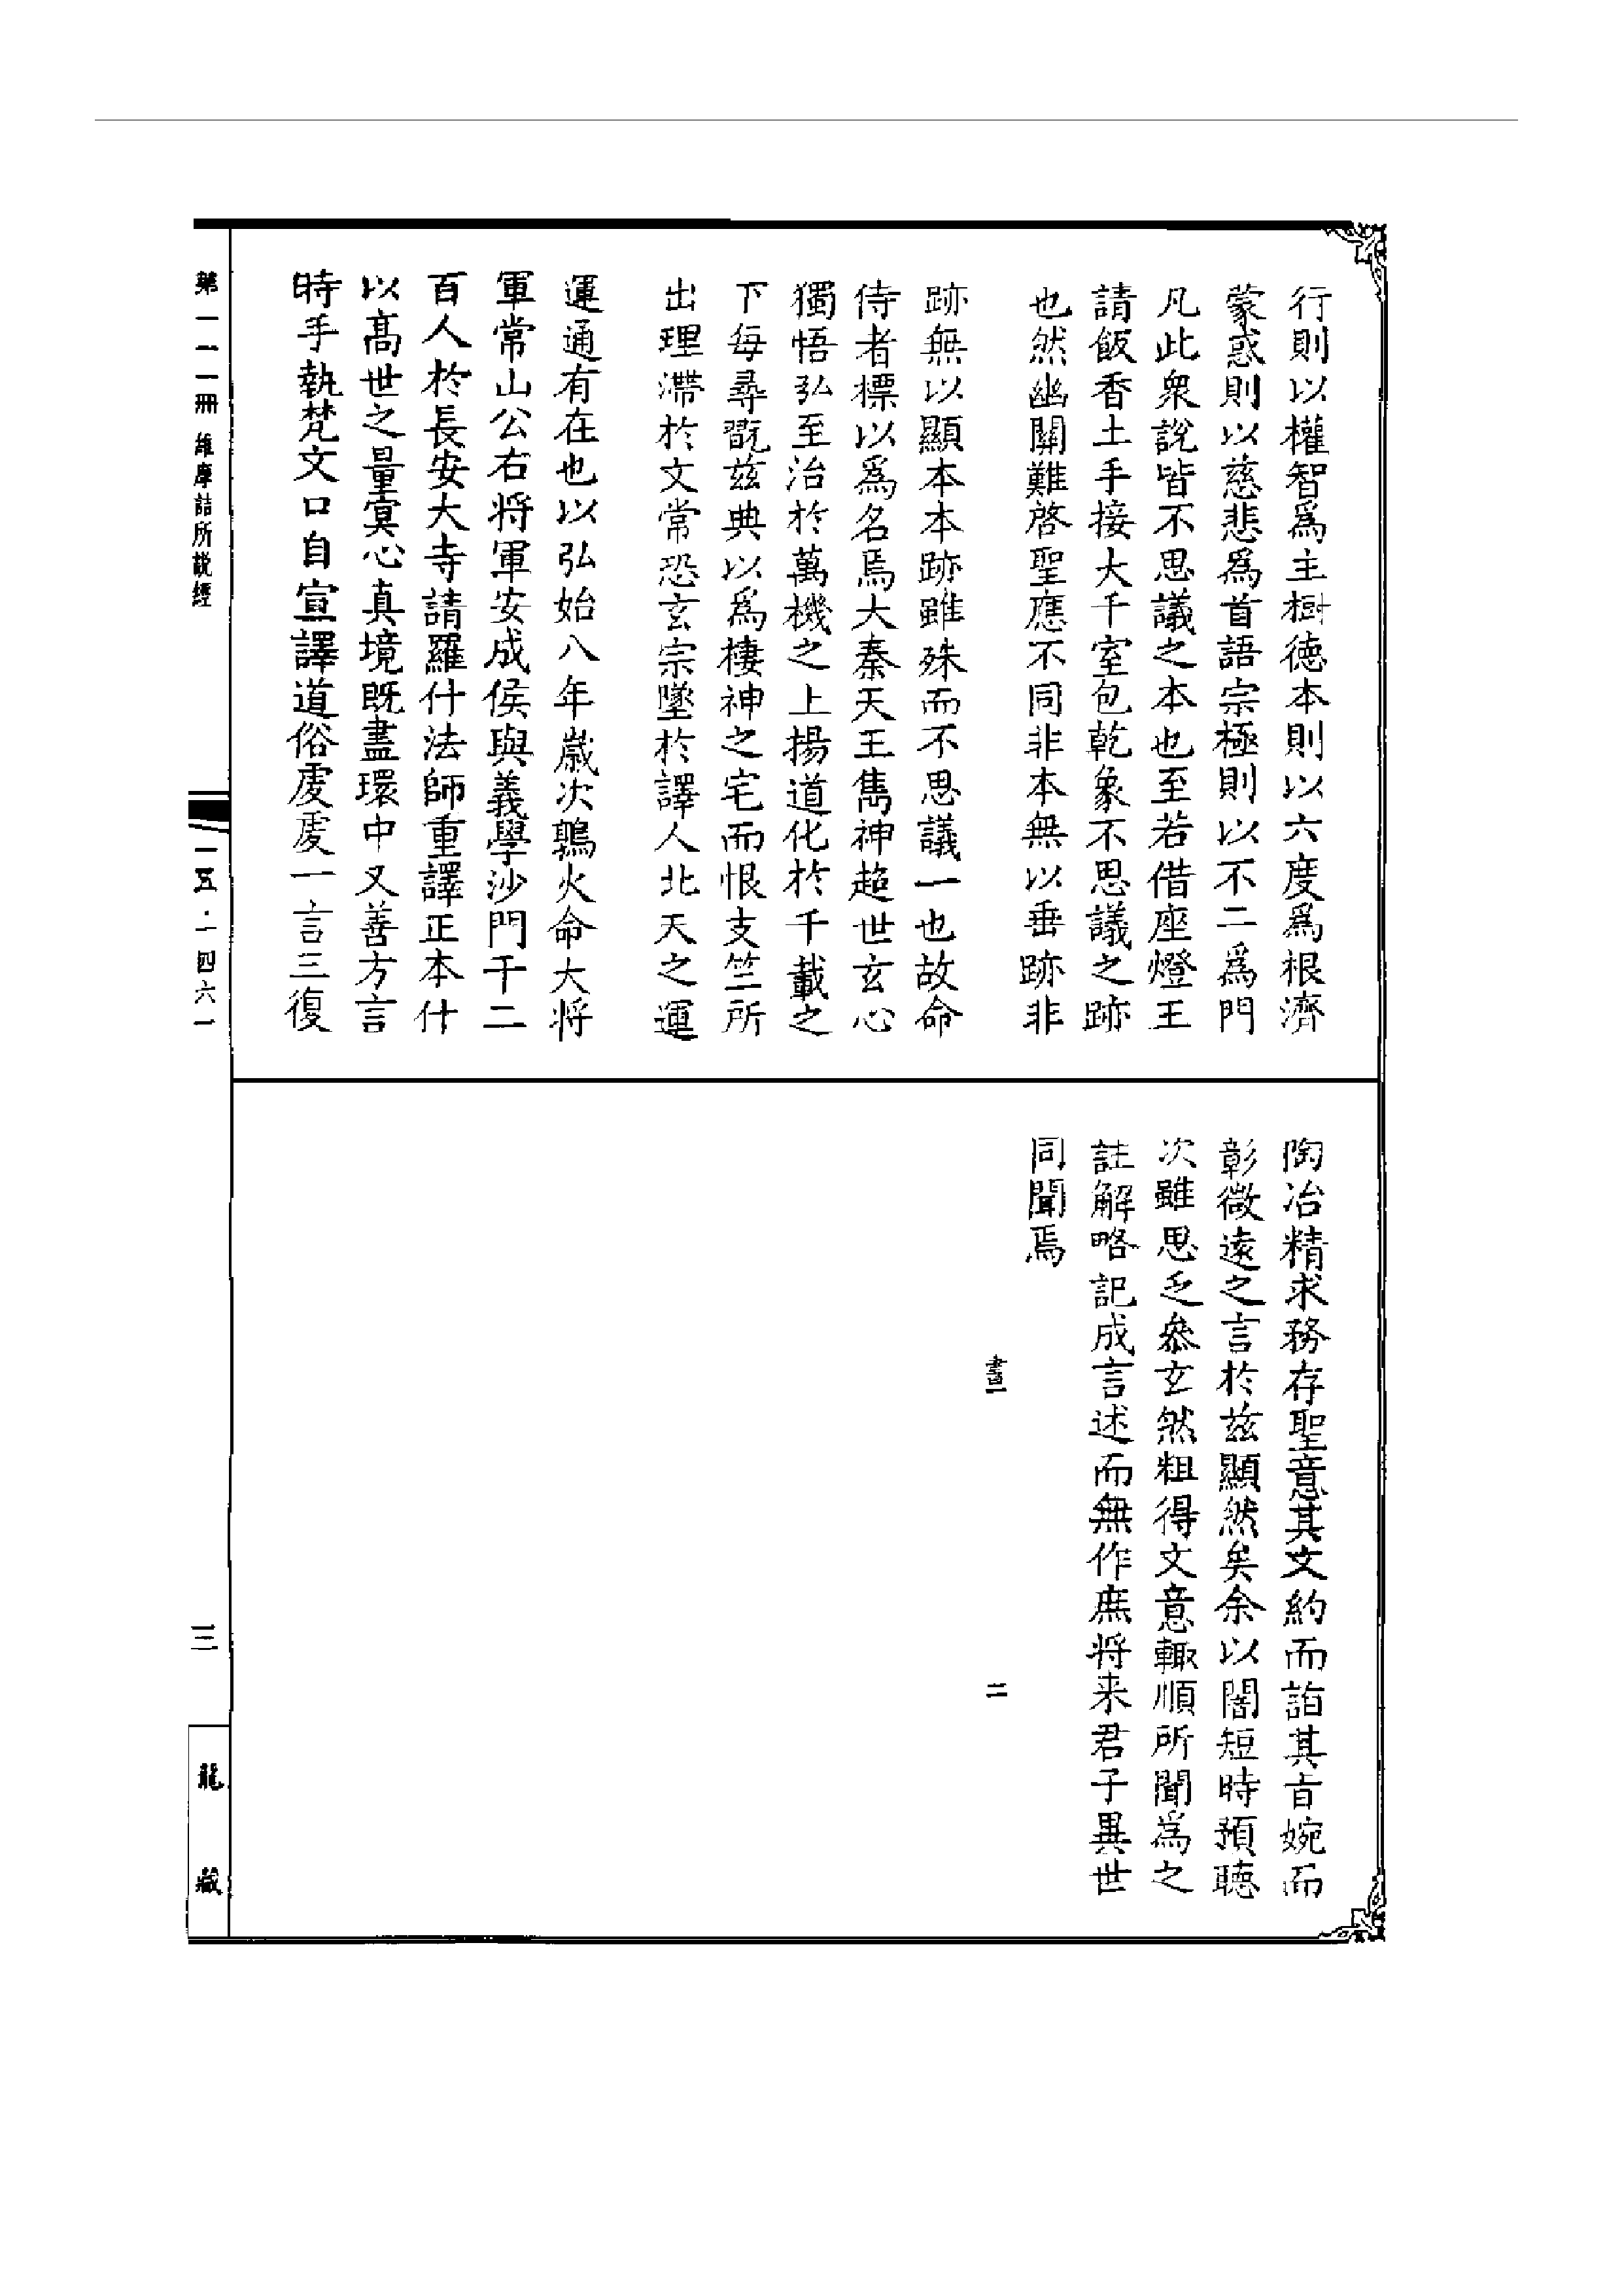 行則以權智為主樹德本則以六度為根濟
蒙惑則以慈悲為首語宗極則以不二為門
凡此衆說皆不思議之本也至若借座燈王
請飯香土手接大千室包乾象不思議之跡
也然幽關難啓聖應不同非本無以垂跡非
跡無以顯本本跡雖殊而不思議一也故命
侍者標以為名焉大秦天王雋神超世玄心
獨悟弘至治於萬機之上揚道化於千載之
下每尋翫茲典以為棲神之宅而恨支竺所
出理滯於文常恐玄宗墜於譯人北天之運
運通有在也以弘始八年歲次鶉火命大將
軍常山公右將軍安成侯與義學沙門千二
百人於長安大寺請羅什法師重譯正本什
以高世之量冥心真境既盡環中又善方言
時手執梵文口自宣譯道俗虔虔一言三復
陶冶精求務存聖意其文約而詣其旨婉而
彰微遠之言於茲顯然矣余以闇短時預聽
次雖思乏參玄然粗得文意輙順所聞為之
註解略記成言述而無作庶將来君子異世
同聞焉
晝一
二
第一一一冊 維摩詰所說經
一五·一四六一
三
龍藏